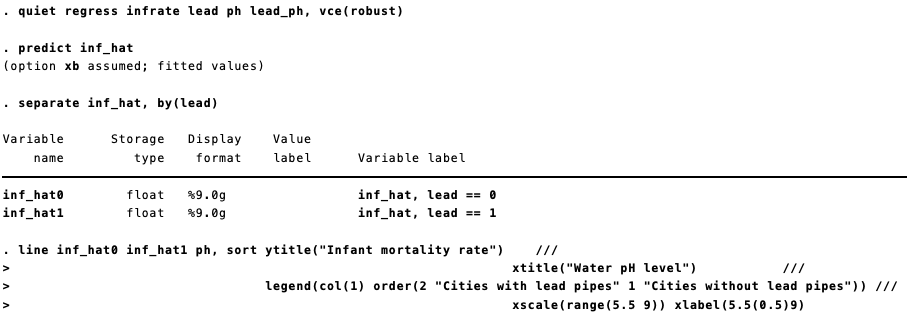 . quiet regress infrate lead ph lead_ph, vce(robust)
. predict inf_hat
(option xb assumed; fitted values)
. separate inf_hat, by(lead)
Variable      Storage   Display    Value
    name         type    format    label      Variable label
inf_hat0        float   %9.0g                 inf_hat, lead == 0
inf_hat1        float   %9.0g                 inf_hat, lead == 1
. line inf_hat0 inf_hat1 ph, sort ytitle("Infant mortality rate")    ///
>                                                                  xtitle("Water pH level")           ///
>                                  legend(col(1) order(2 "Cities with lead pipes" 1 "Cities without lead pipes")) ///
>                                                                  xscale(range(5.5 9)) xlabel(5.5(0.5)9)